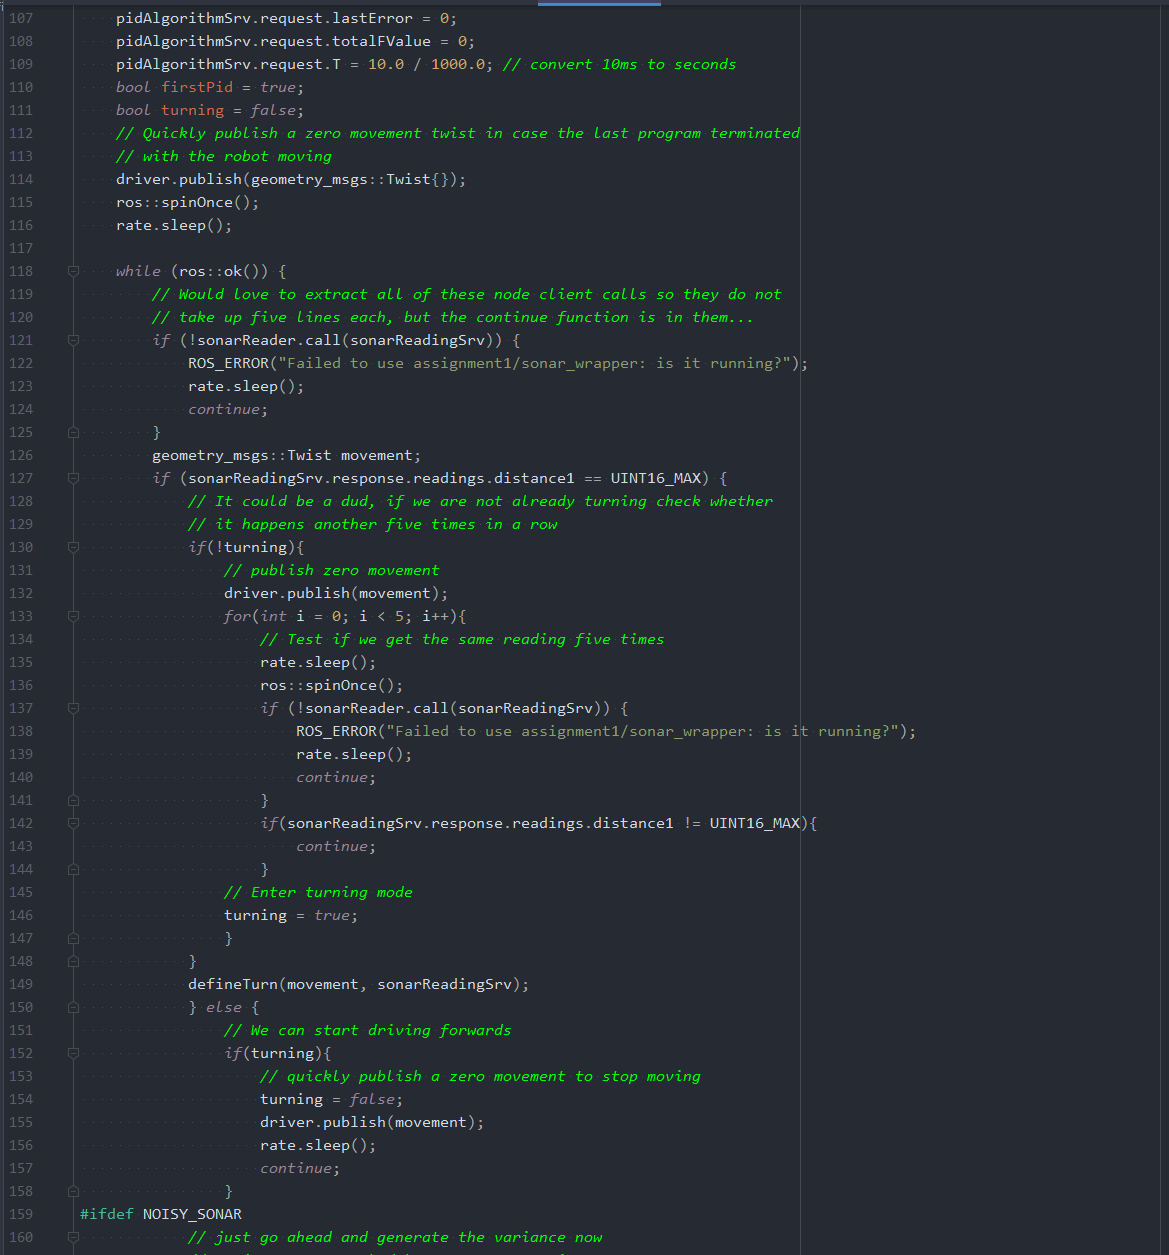 107 pidAlgorithmSrv.request.lastError = 0;
108 pidAlgorithmSrv.request.totalFValue = 0;
109 pidAlgorithmSrv.request.T = 10.0 / 1000.0; // convert 10ms to seconds
110 bool firstPid = true;
111 bool turning = false;
112 // Quickly publish a zero movement twist in case the last program terminated
113 // with the robot moving
114 driver.publish(geometry_msgs::Twist{});
115 ros::spinOnce();
116 rate.sleep();
117
118 while (ros::ok()) {
119 // Would love to extract all of these node client calls so they do not
120 // take up five lines each, but the continue function is in them...
121 if (!sonarReader.call(sonarReadingSrv)) {
122 ROS_ERROR("Failed to use assignment1/sonar_wrapper: is it running?");
123 rate.sleep();
124 continue;
125 }
126 geometry_msgs::Twist movement;
127 if (sonarReadingSrv.response.readings.distance1 == UINT16_MAX) {
128 // It could be a dud, if we are not already turning check whether
129 // it happens another five times in a row
130 if(!turning){
131 // publish zero movement
132 driver.publish(movement);
133 for(int i = 0; i < 5; i++){
134 // Test if we get the same reading five times
135 rate.sleep();
136 ros::spinOnce();
137 if (!sonarReader.call(sonarReadingSrv)) {
138 ROS_ERROR("Failed to use assignment1/sonar_wrapper: is it running?");
139 rate.sleep();
140 continue;
141 }
142 if(sonarReadingSrv.response.readings.distance1 != UINT16_MAX){
143 continue;
144 }
145 // Enter turning mode
146 turning = true;
147 }
148 }
149 defineTurn(movement, sonarReadingSrv);
150 } else {
151 // We can start driving forwards
152 if(turning){
153 // quickly publish a zero movement to stop moving
154 turning = false;
155 driver.publish(movement);
156 rate.sleep();
157 continue;
158 }
159 #ifdef NOISY_SONAR
160 // just go ahead and generate the variance now